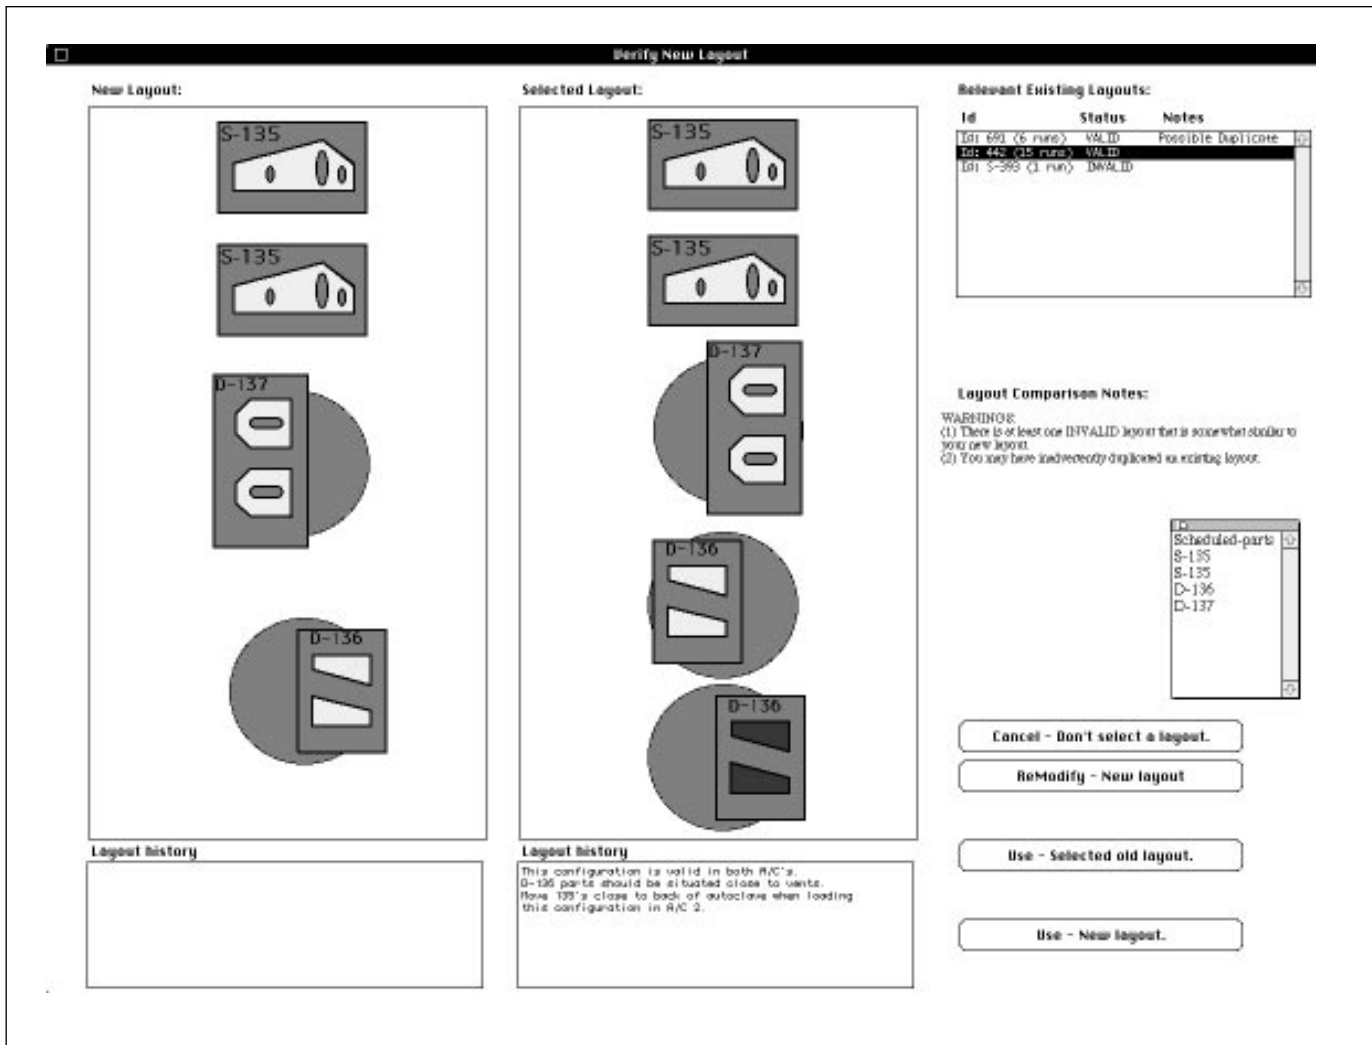 Verify New Layout
New Layout:
S-135
S-135
D-137
D-136
Layout history
Selected Layout:
S-135
S-135
D-137
D-136
D-136
Layout history
This configuration is valid in both A/C's.
D-136 parts should be situated close to vents.
Move 135's close to back of autoclave when loading
this configuration in A/C 2.
Relevant Existing Layouts:
Id Status Notes
Id: 691 (6 runs) VALID Possible Duplicate
Id: 442 (15 runs) VALID
Id: S-393 (1 run) INVALID
Layout Comparison Notes:
WARNINGS:
(1) There is at least one INVALID layout that is somewhat similar to
your new layout.
(2) You may have inadvertently duplicated an existing layout.
Scheduled-parts
S-135
S-135
D-136
D-137
Cancel - Don't select a layout.
ReModify - New layout
Use - Selected old layout.
Use - New layout.